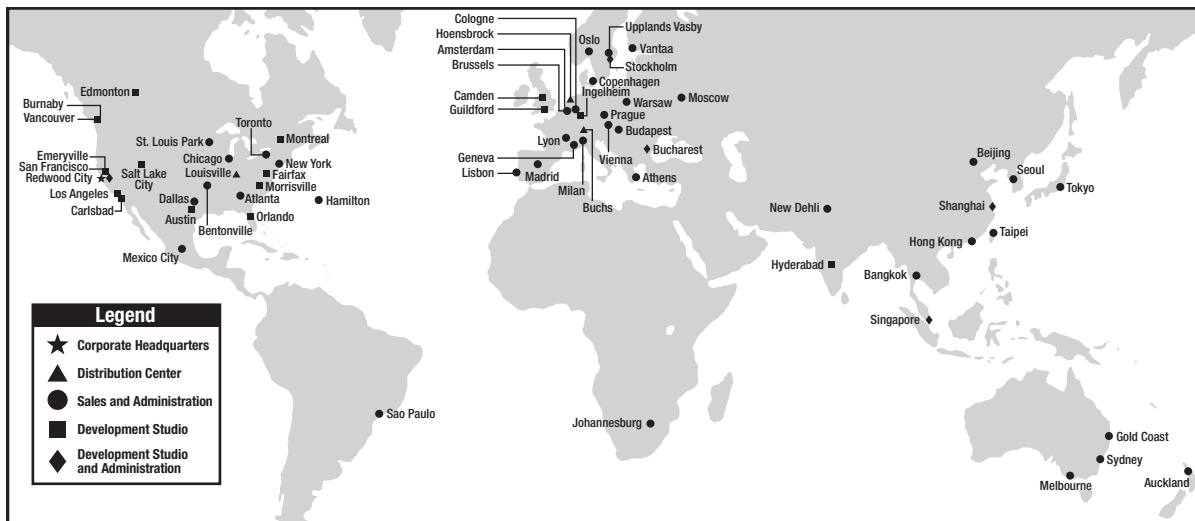 Cologne
Hoensbrock
Amsterdam
Brussels
Oslo
Upplands Vasby
Vantaa
Stockholm
Copenhagen
Ingelheim
Camden
Guildford
Warsaw
Moscow
Prague
Budapest
Lyon
Geneva
Vienna
Bucharest
Lisbon
Madrid
Milan
Athens
Buchs
Edmonton
Burnaby
Vancouver
Toronto
St. Louis Park
Montreal
Emeryville
San Francisco
Redwood City
Chicago
New York
Salt Lake
City
Louisville
Fairfax
Morrisville
Los Angeles
Carlsbad
Dallas
Atlanta
Hamilton
Austin
Orlando
Bentonville
Mexico City
Beijing
Seoul
Tokyo
New Dehli
Shanghai
Taipei
Hong Kong
Hyderabad
Bangkok
Singapore
Sao Paulo
Johannesburg
Gold Coast
Sydney
Melbourne
Auckland
Legend
Corporate Headquarters
Distribution Center
Sales and Administration
Development Studio
Development Studio
and Administration